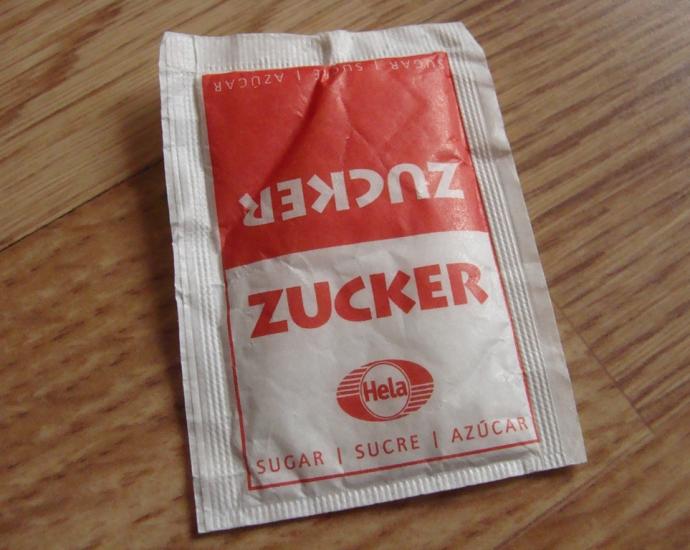 SUGAR | SUCRE | AZÚCAR
ZUCKER
ZUCKER
Hela
SUGAR | SUCRE | AZÚCAR